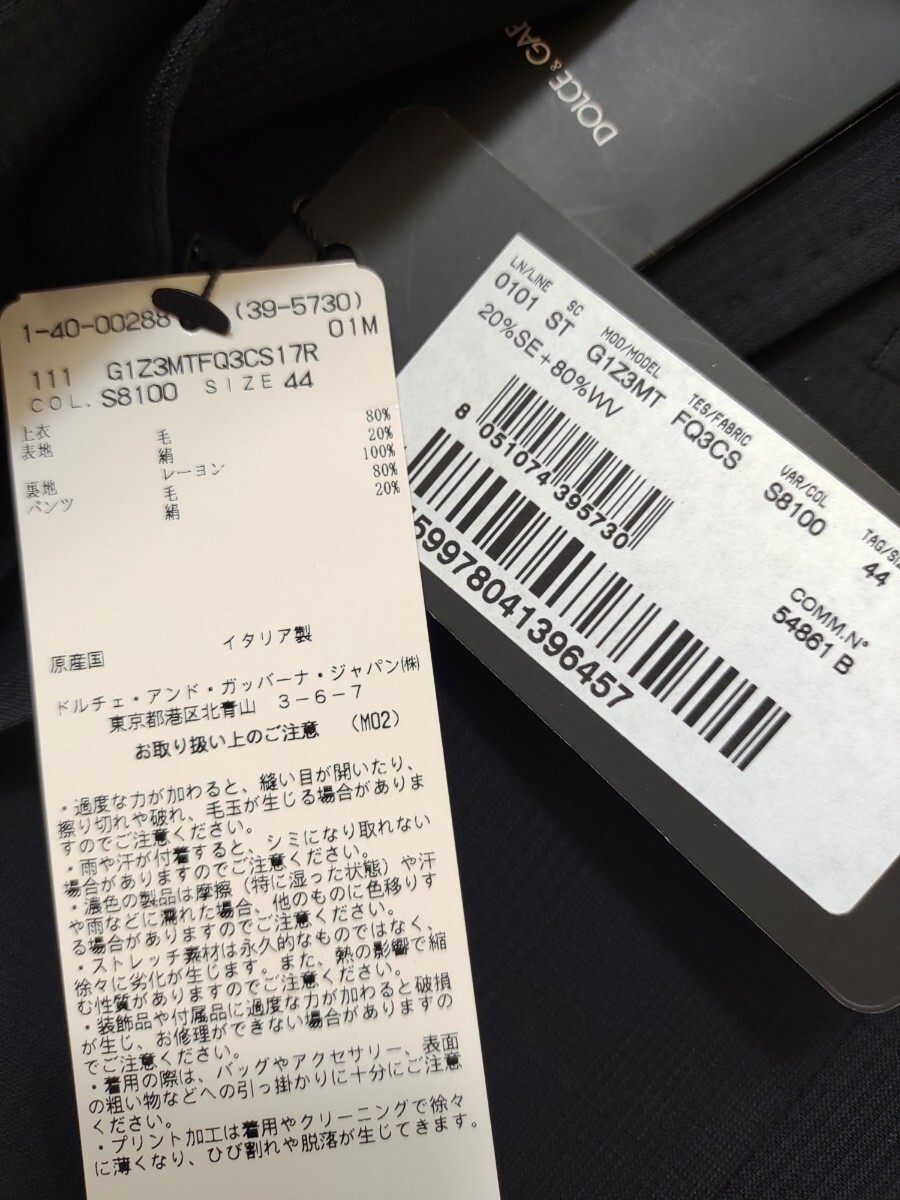 1-40-00288 (39-5730)
01M
111 G1Z3MTFQ3CS17R
COL. S8100 SIZE 44
上衣
表地 毛 80%
絹 20%
裏地 レーヨン 100%
パンツ 毛 80%
絹 20%
原産国 イタリア製
ドルチェ・アンド・ガッバーナ・ジャパン(株)
東京都港区北青山 3-6-7
お取り扱い上のご注意 (M02)
・過度な力が加わると、縫い目が開いたり、
擦り切れや破れ、毛玉が生じる場合がありま
すのでご注意ください。
・雨や汗が付着すると、シミになり取れない
場合がありますのでご注意ください。
・濃色の製品は摩擦(特に湿った状態)や汗
や雨などに濡れた場合、他のものに色移りす
る場合がありますのでご注意ください。
・ストレッチ素材は永久的なものではなく、
徐々に劣化が生じます。また、熱の影響で縮
む性質がありますのでご注意ください。
・装飾品や付属品に過度な力が加わると破損
が生じ、お修理ができない場合がありますの
でご注意ください。
・着用の際は、バッグやアクセサリー、表面
の粗い物などへの引っ掛かりに十分にご注意
ください。
・プリント加工は着用やクリーニングで徐々
に薄くなり、ひび割れや脱落が生じてきます。
DOLCE & GAB
LN/LINE SC MOD/MODEL TES/FABRIC VAR/COL TAG/SIZ
0101 ST G1Z3MT FQ3CS S8100 44
20%SE+80%WV
COMM.N°
54861 B
8 051074 395730
599780413964​57